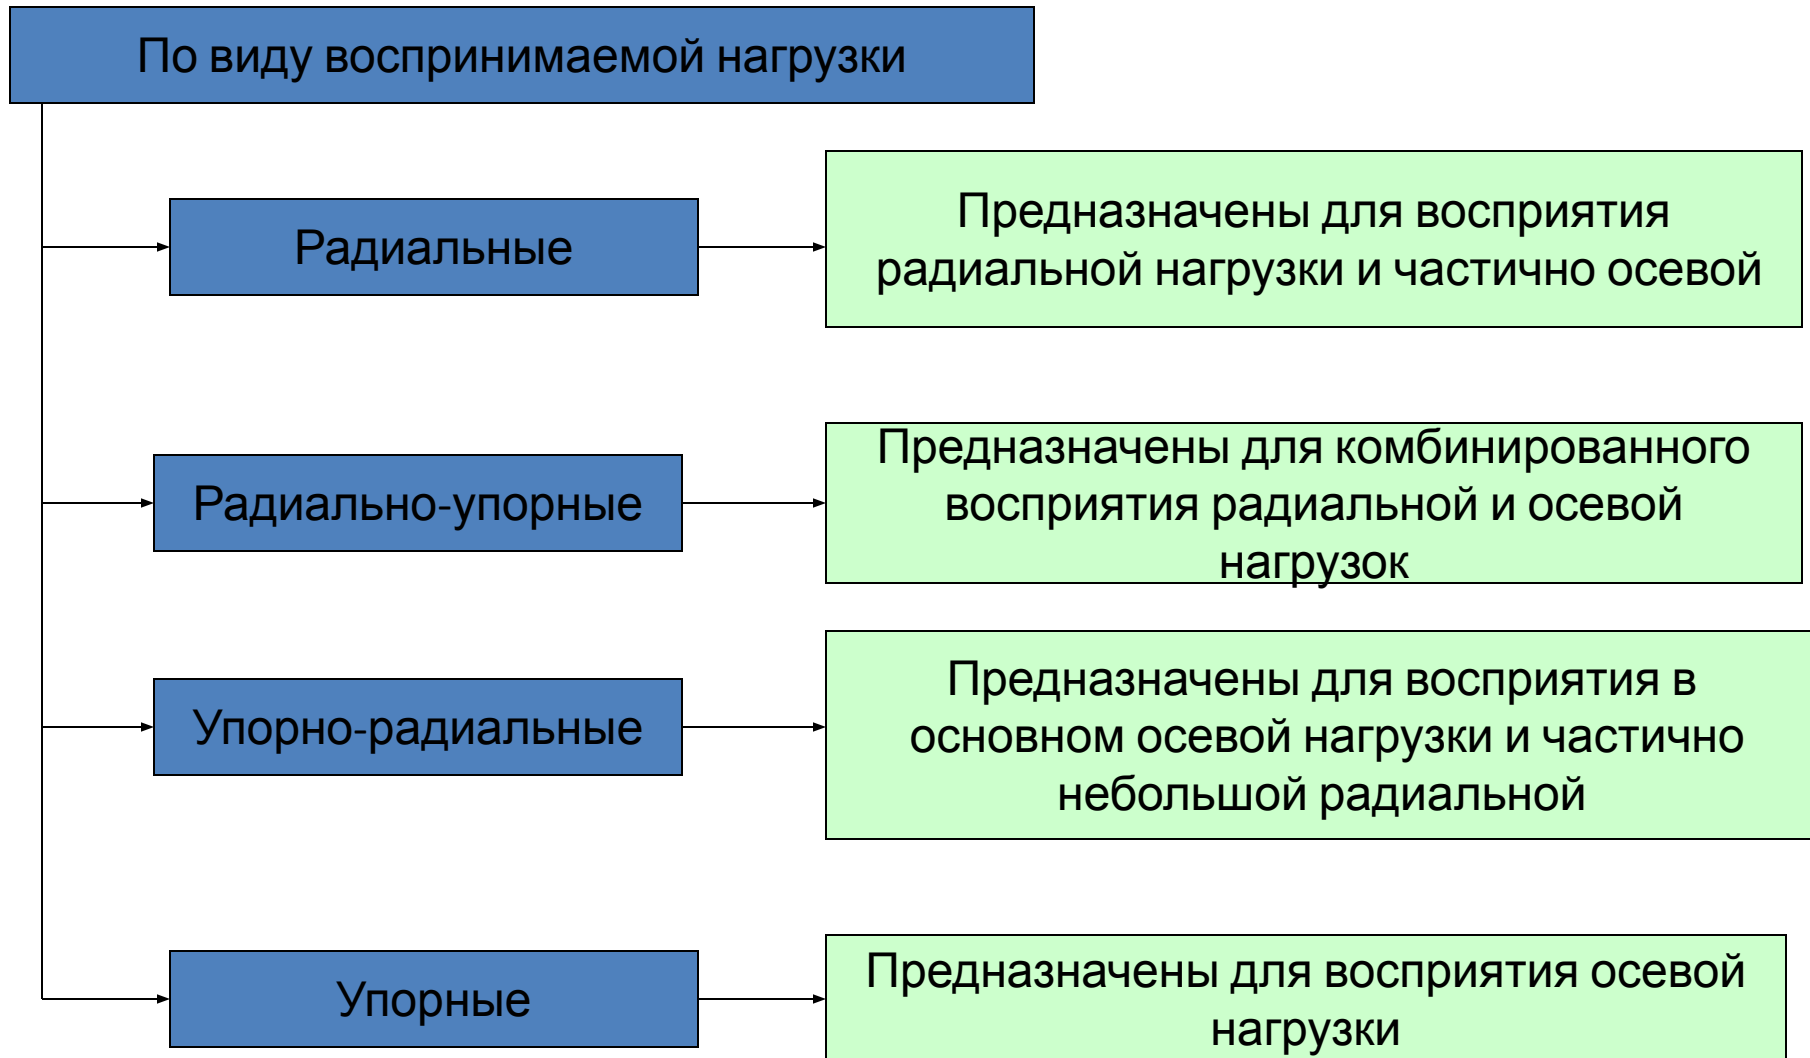 По виду воспринимаемой нагрузки
Радиальные
Предназначены для восприятия
радиальной нагрузки и частично осевой
Радиально-упорные
Предназначены для комбинированного
восприятия радиальной и осевой
нагрузок
Упорно-радиальные
Предназначены для восприятия в
основном осевой нагрузки и частично
небольшой радиальной
Упорные
Предназначены для восприятия осевой
нагрузки